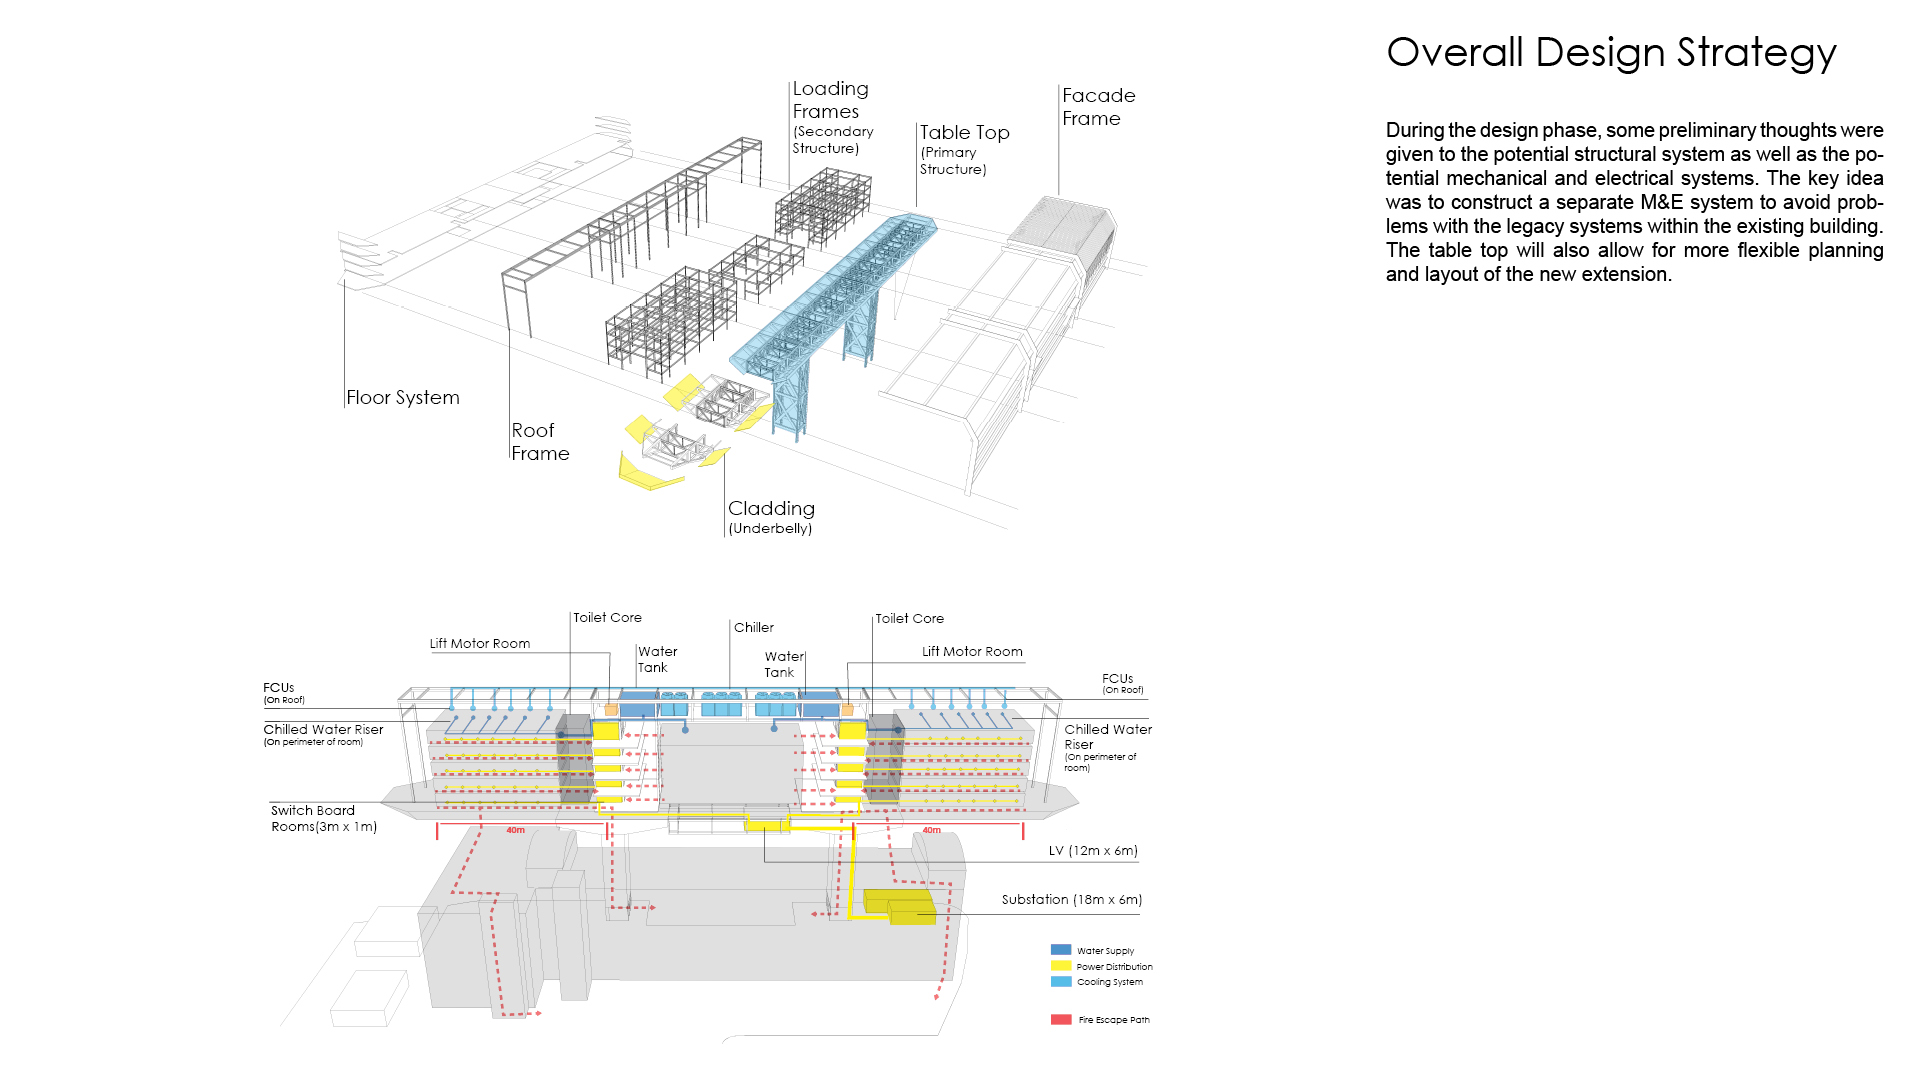 Overall Design Strategy
During the design phase, some preliminary thoughts were
given to the potential structural system as well as the po-
tential mechanical and electrical systems. The key idea
was to construct a separate M&E system to avoid prob-
lems with the legacy systems within the existing building.
The table top will also allow for more flexible planning
and layout of the new extension.
Loading
Frames
(Secondary
Structure)
Table Top
(Primary
Structure)
Facade
Frame
Floor System
Roof
Frame
Cladding
(Underbelly)
Toilet Core
Chiller
Toilet Core
Lift Motor Room
Water
Tank
Water
Tank
Lift Motor Room
FCUs
(On Roof)
FCUs
(On Roof)
Chilled Water Riser
(On perimeter of room)
Chilled Water
Riser
(On perimeter of
room)
Switch Board
Rooms(3m x 1m)
40m
40m
LV (12m x 6m)
Substation (18m x 6m)
Water Supply
Power Distribution
Cooling System
Fire Escape Path